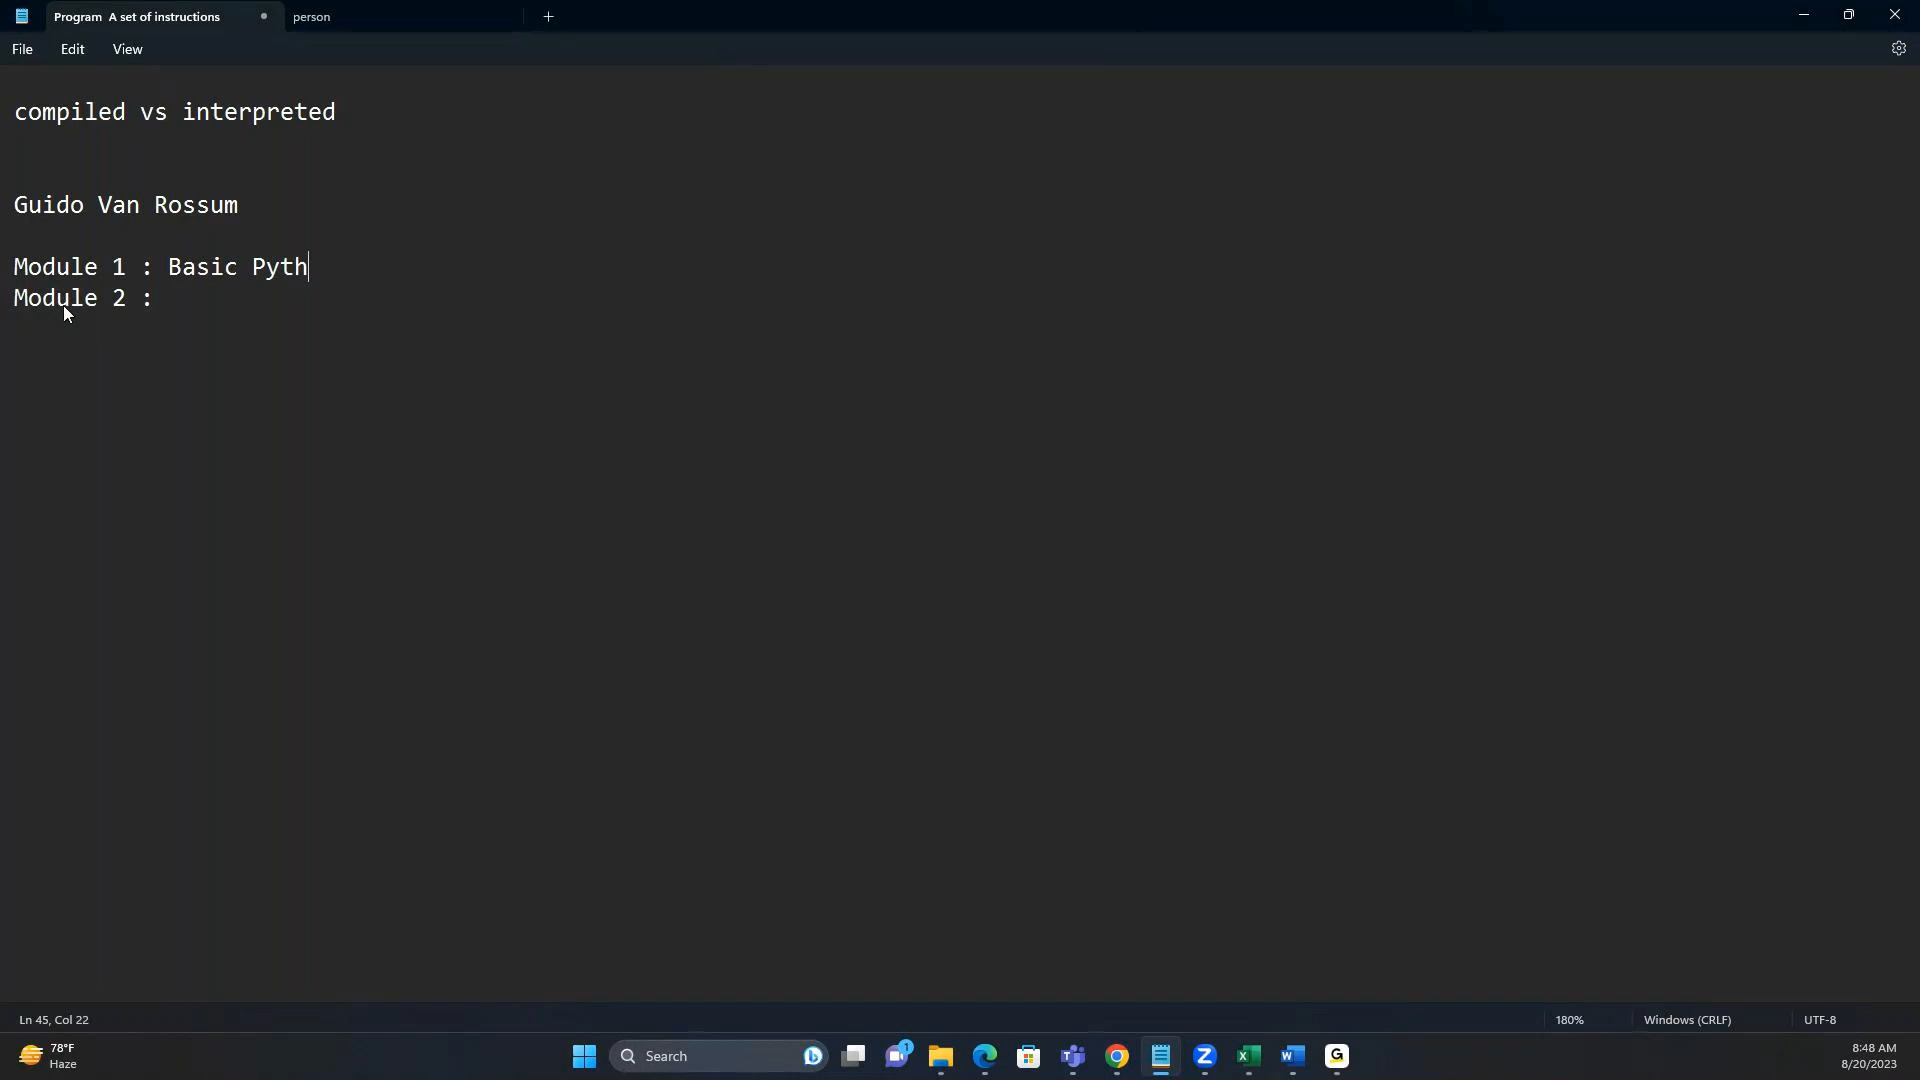 Program A set of instructions
person
File Edit View
compiled vs interpreted
Guido Van Rossum
Module 1 : Basic Pyth
Module 2 :
Ln 45, Col 22
180%
Windows (CRLF)
UTF-8
78°F
Haze
Search
1
8:48 AM
8/20/2023